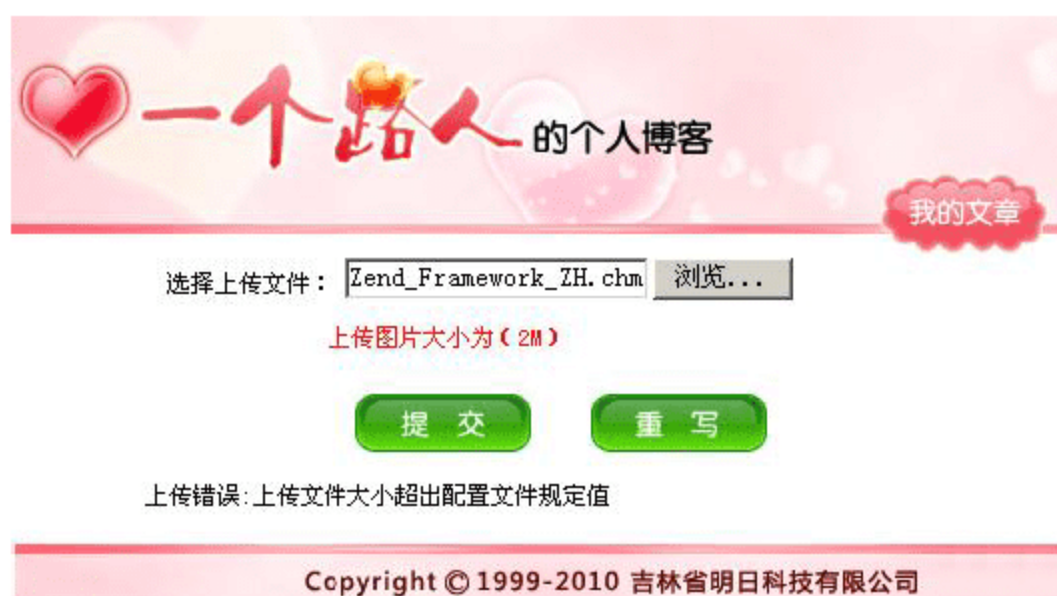 一个路人 的个人博客
我的文章
选择上传文件： Zend_Framework_ZH.chm 浏览...
上传图片大小为(2M)
提 交 重 写
上传错误:上传文件大小超出配置文件规定值
Copyright © 1999-2010 吉林省明日科技有限公司